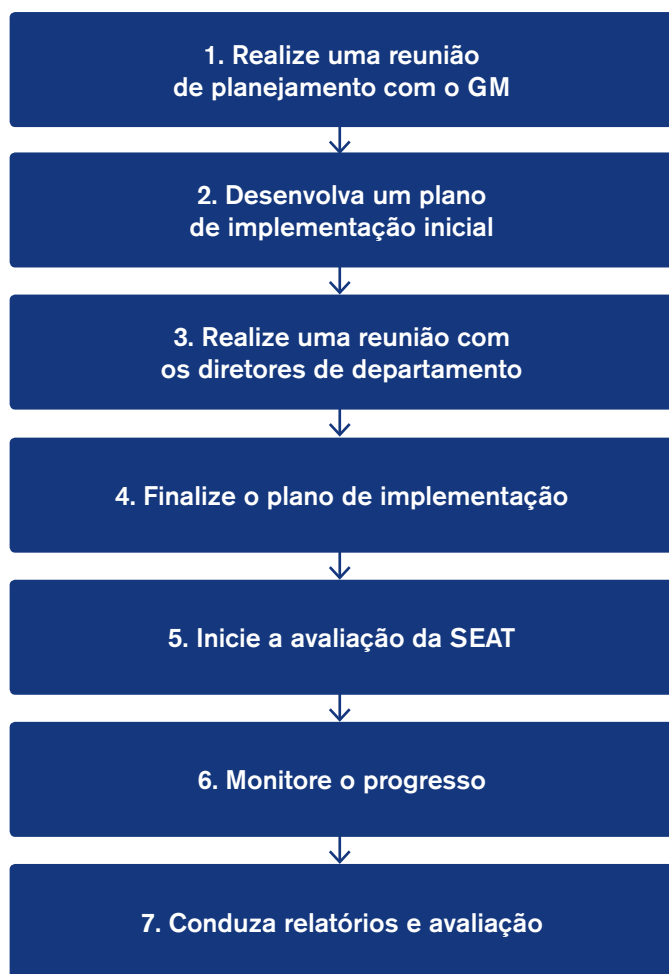 1. Realize uma reunião
de planejamento com o GM
2. Desenvolva um plano
de implementação inicial
3. Realize uma reunião com
os diretores de departamento
4. Finalize o plano de implementação
5. Inicie a avaliação da SEAT
6. Monitore o progresso
7. Conduza relatórios e avaliação